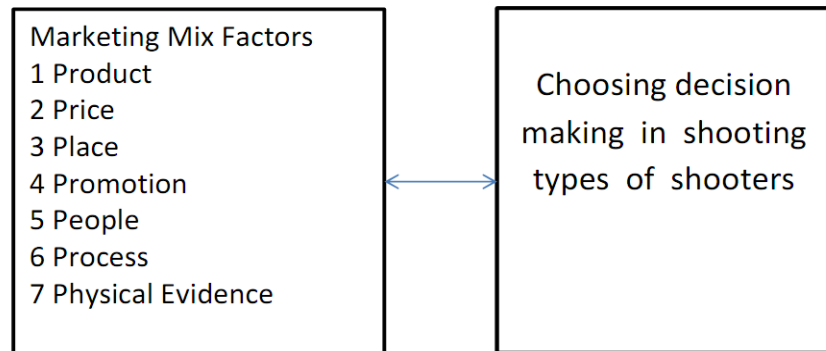 Marketing Mix Factors
1 Product
2 Price
3 Place
4 Promotion
5 People
6 Process
7 Physical Evidence
Choosing decision
making in shooting
types of shooters